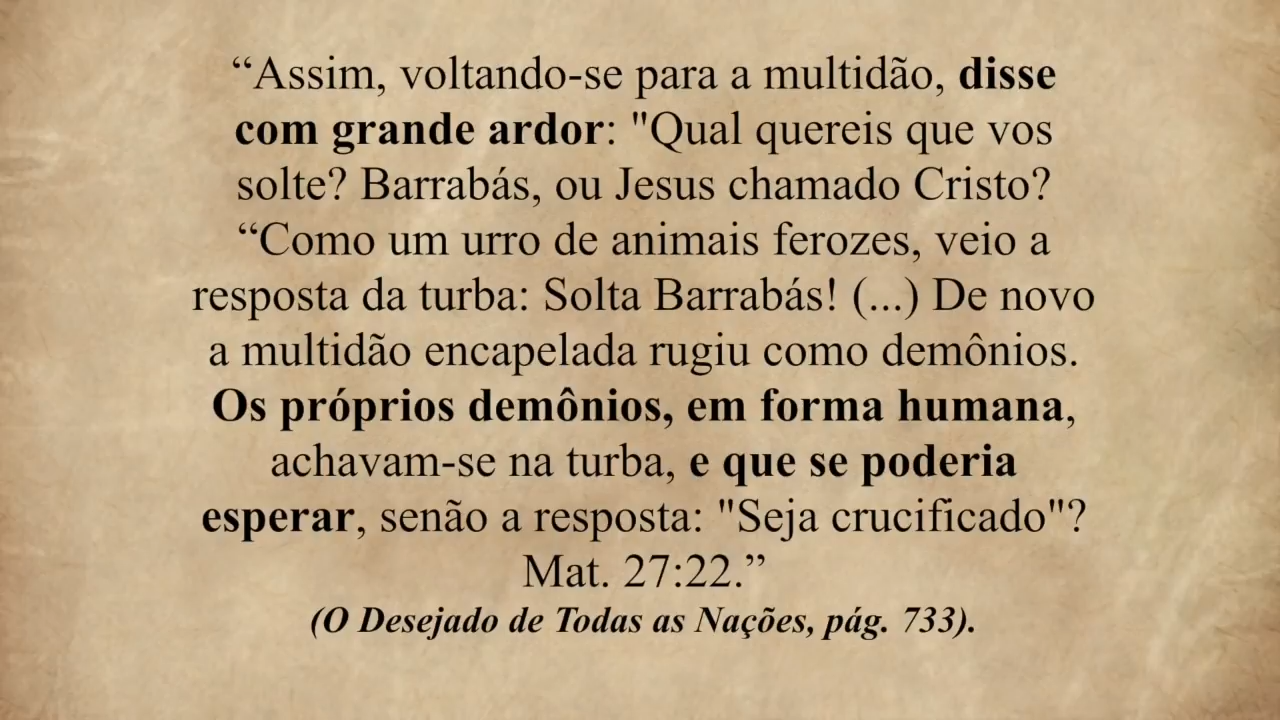 “Assim, voltando-se para a multidão, disse
com grande ardor: "Qual quereis que vos
solte? Barrabás, ou Jesus chamado Cristo?
“Como um urro de animais ferozes, veio a
resposta da turba: Solta Barrabás! (...) De novo
a multidão encapelada rugiu como demônios.
Os próprios demônios, em forma humana,
achavam-se na turba, e que se poderia
esperar, senão a resposta: "Seja crucificado"?
Mat. 27:22.”
(O Desejado de Todas as Nações, pág. 733).